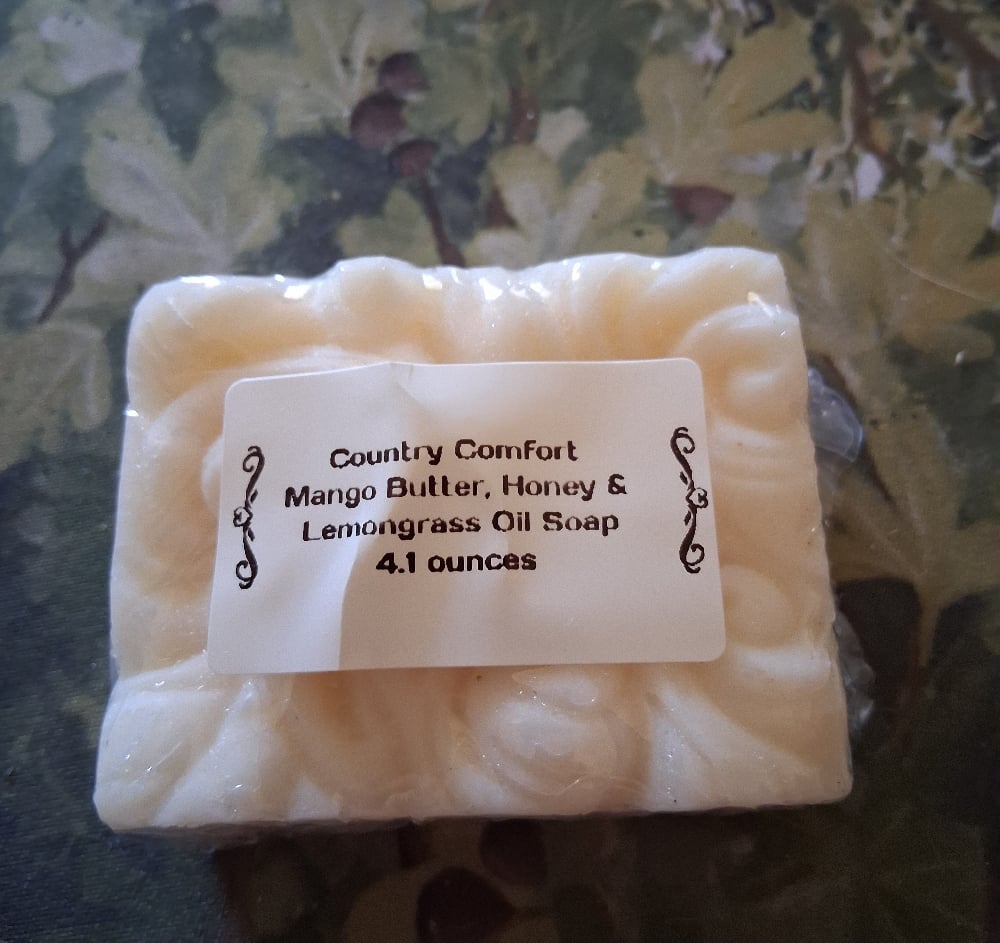 Country Comfort
Mango Butter, Honey &
Lemongrass Oil Soap
4.1 ounces